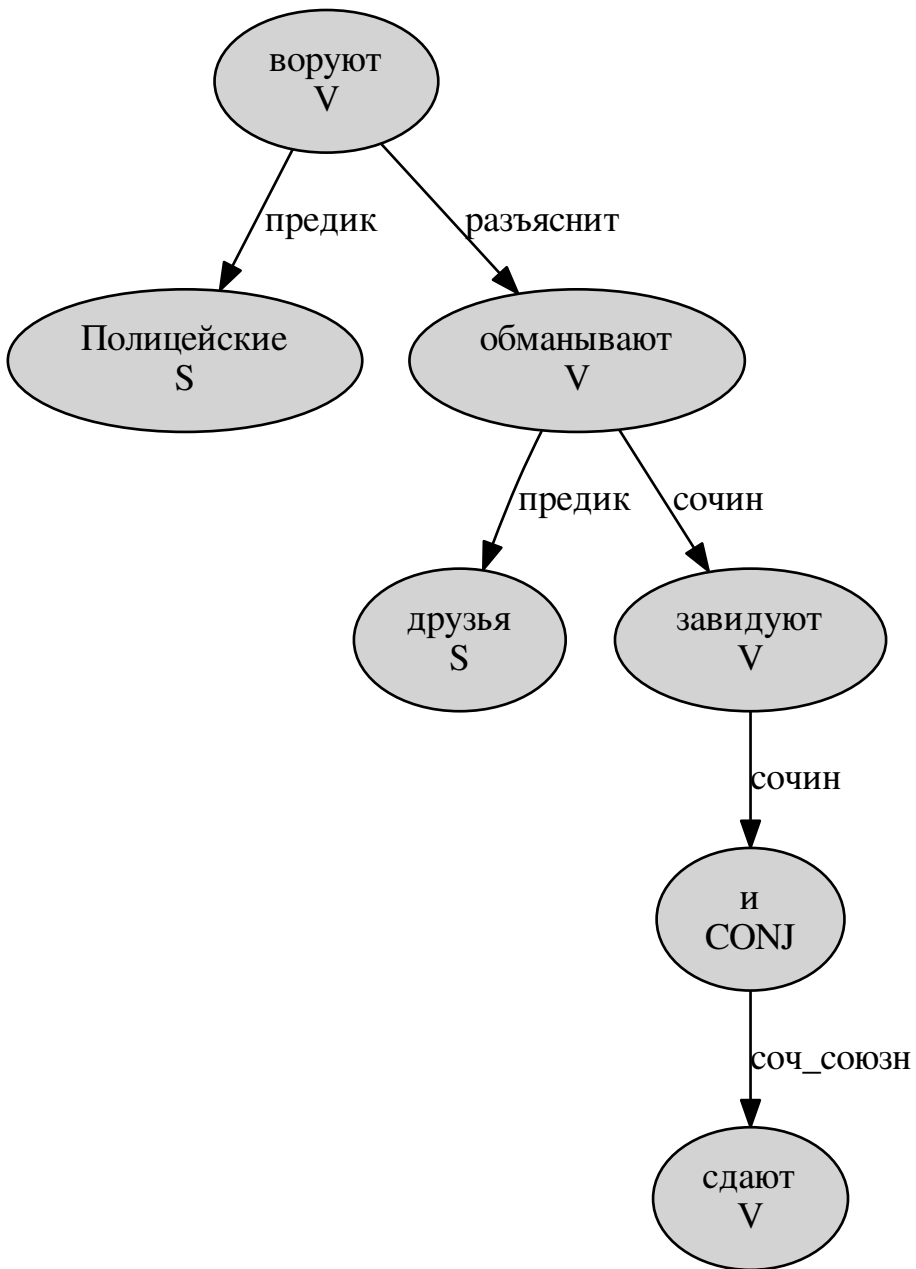 воруют
V
предик
разъяснит
Полицейские
S
обманывают
V
предик
сочин
друзья
S
завидуют
V
сочин
и
CONJ
соч_союзн
сдают
V